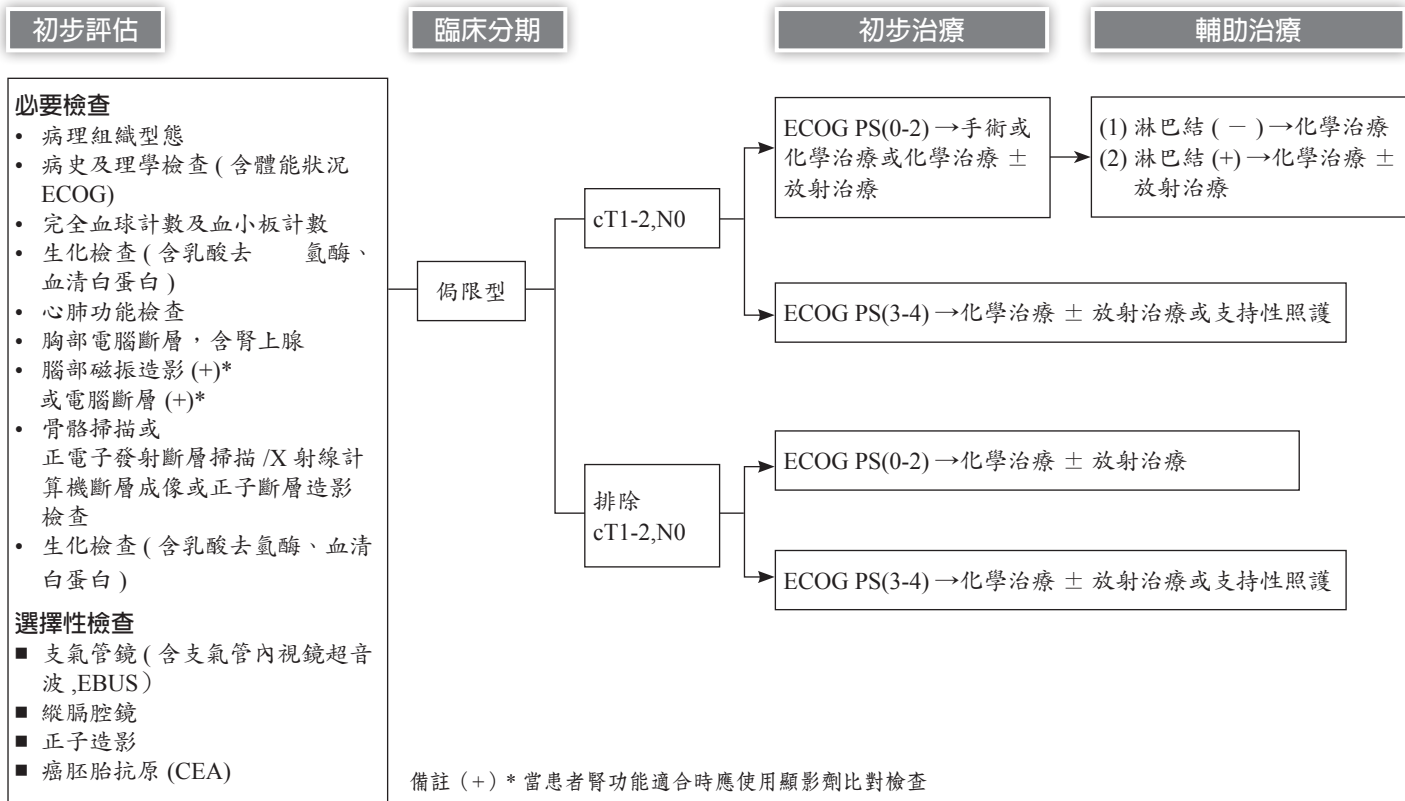 初步評估
臨床分期
初步治療
輔助治療
必要檢查
• 病理組織型態
• 病史及理學檢查 ( 含體能狀況
ECOG)
• 完全血球計數及血小板計數
• 生化檢查 ( 含乳酸去　　氫酶、
血清白蛋白 )
• 心肺功能檢查
• 胸部電腦斷層，含腎上腺
• 腦部磁振造影 (+)*
或電腦斷層 (+)*
• 骨骼掃描或
正電子發射斷層掃描 /X 射線計
算機斷層成像或正子斷層造影
檢查
• 生化檢查 ( 含乳酸去氫酶、血清
白蛋白 )
選擇性檢查
■ 支氣管鏡 ( 含支氣管內視鏡超音
波 ,EBUS）
■ 縱膈腔鏡
■ 正子造影
■ 癌胚胎抗原 (CEA)
侷限型
cT1-2,N0
ECOG PS(0-2) →手術或
化學治療或化學治療 ±
放射治療
(1) 淋巴結 ( － ) →化學治療
(2) 淋巴結 (+) →化學治療 ±
放射治療
ECOG PS(3-4) →化學治療 ± 放射治療或支持性照護
排除
cT1-2,N0
ECOG PS(0-2) →化學治療 ± 放射治療
ECOG PS(3-4) →化學治療 ± 放射治療或支持性照護
備註（+）* 當患者腎功能適合時應使用顯影劑比對檢查